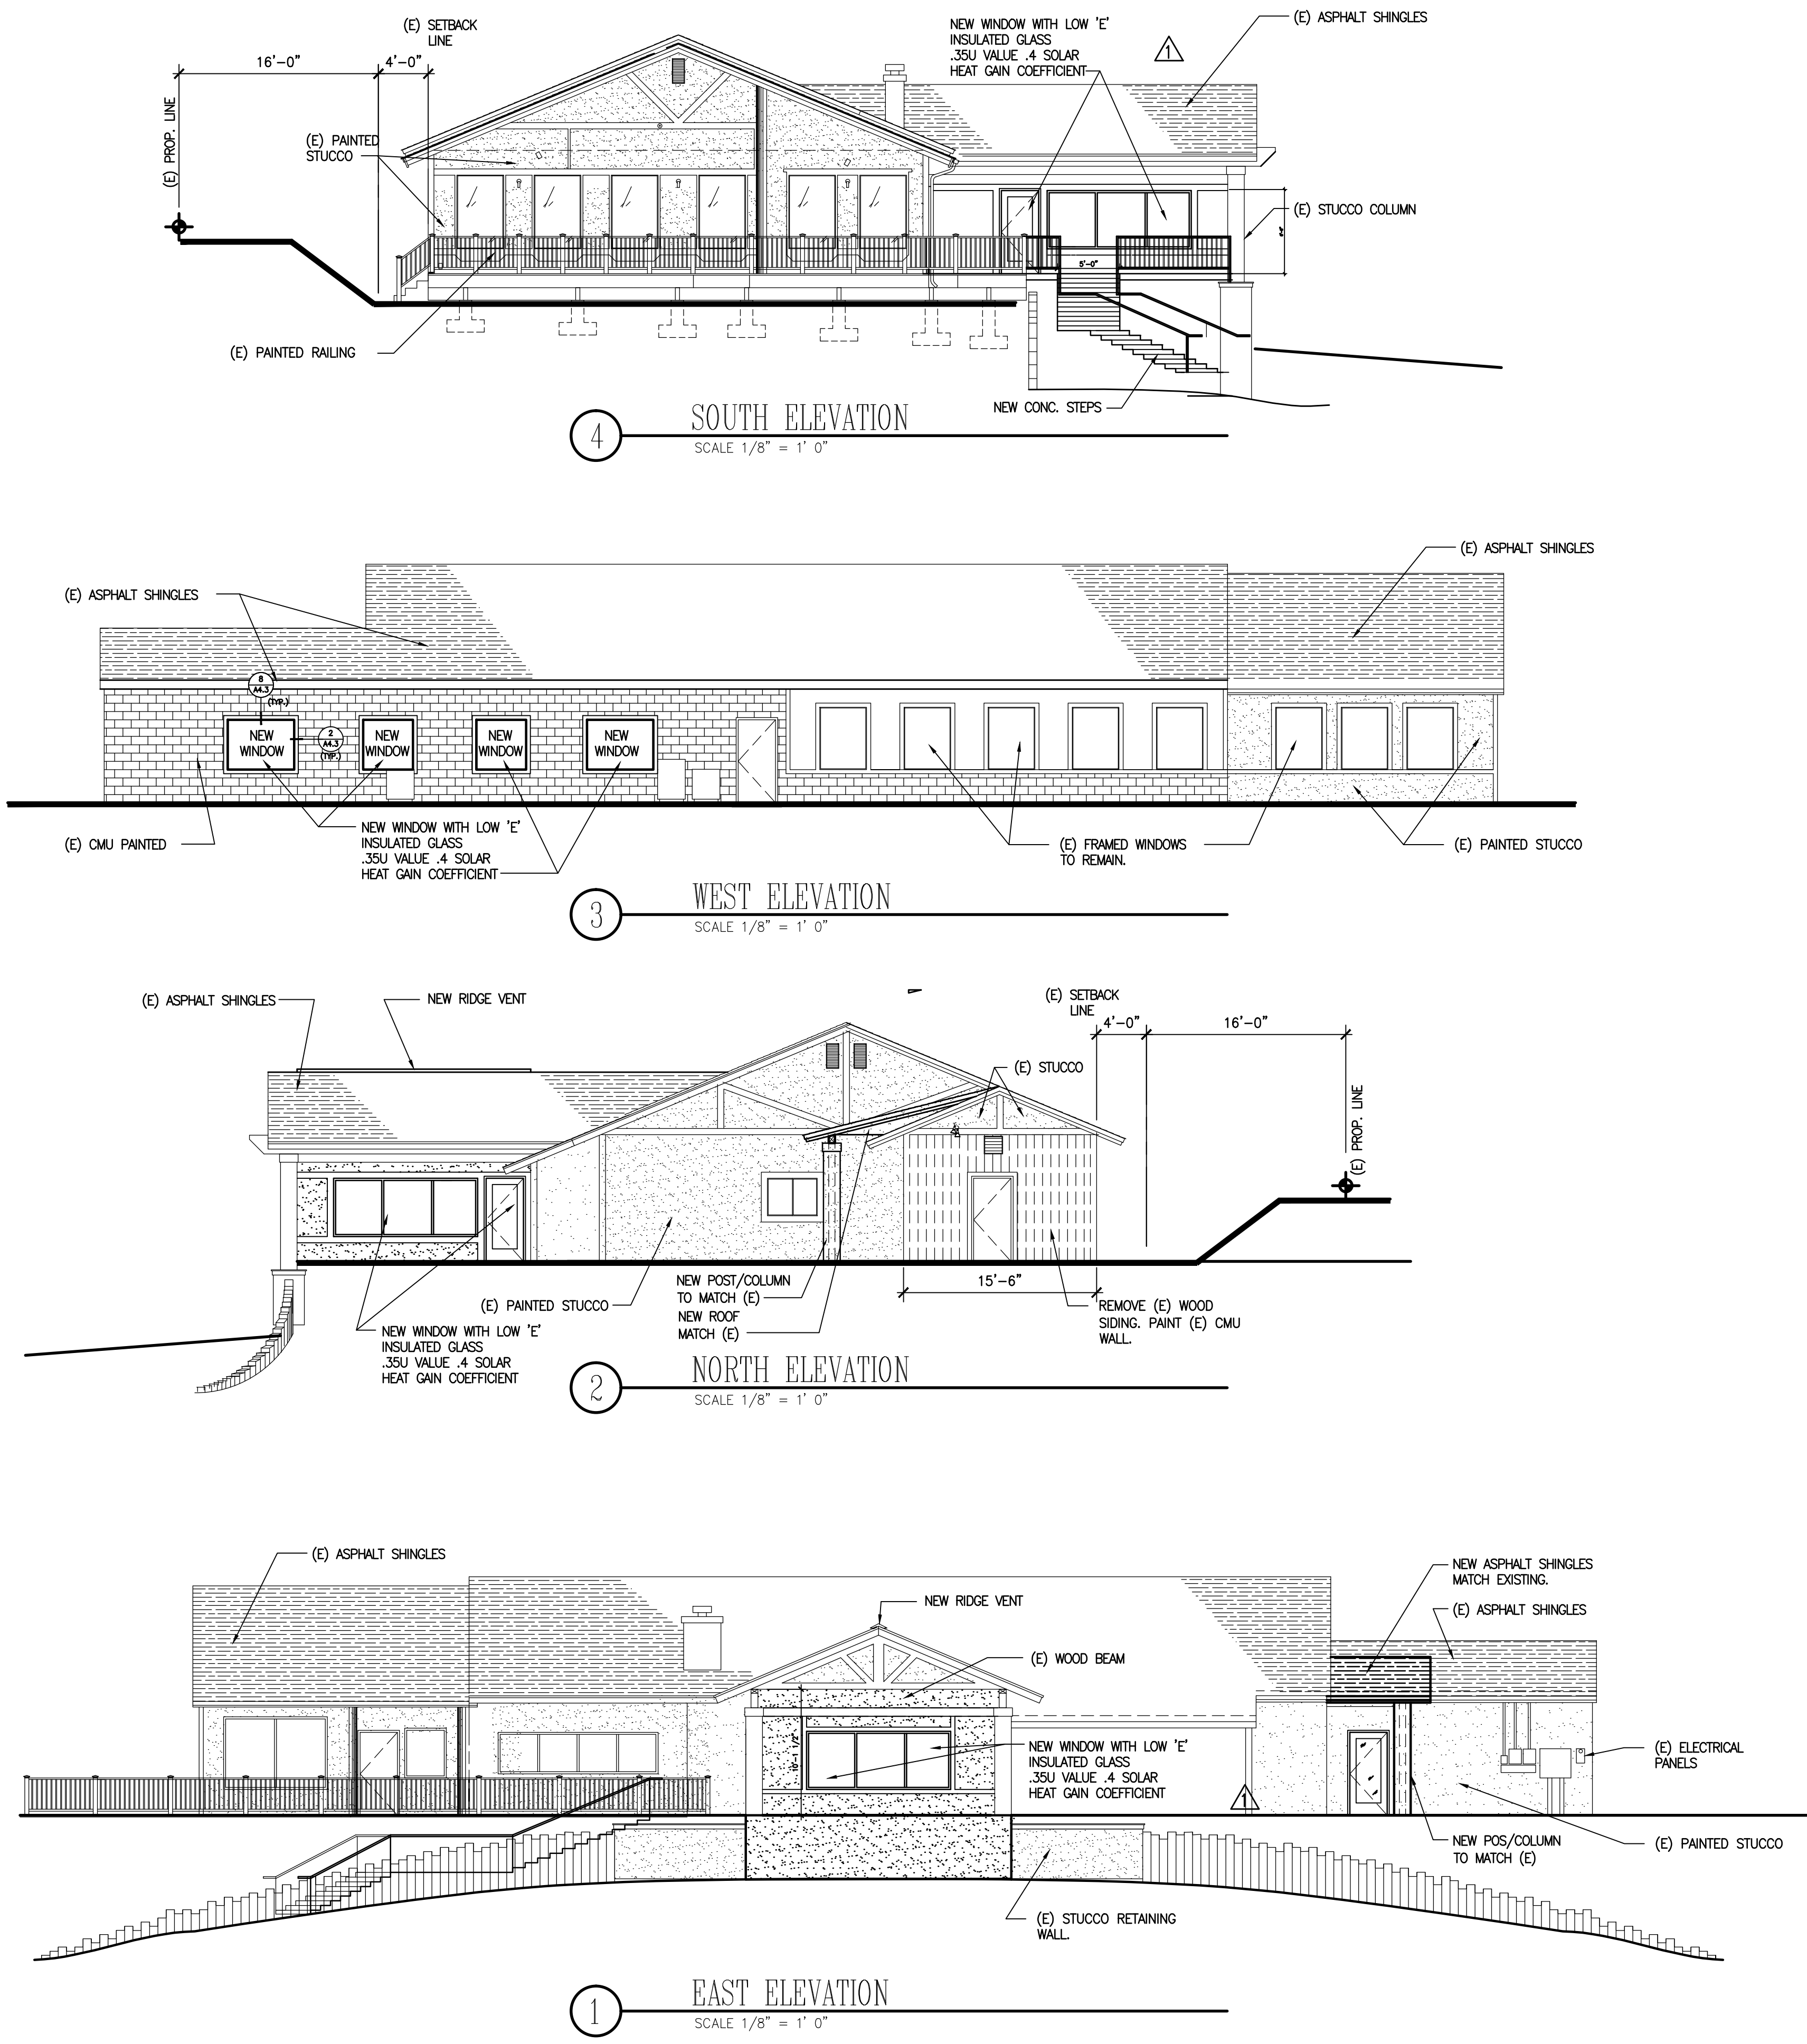 (E) SETBACK
LINE
16'-0"
4'-0"
(E) PROP. LINE
(E) PAINTED
STUCCO
NEW WINDOW WITH LOW 'E'
INSULATED GLASS
.35U VALUE .4 SOLAR
HEAT GAIN COEFFICIENT
1
(E) ASPHALT SHINGLES
(E) STUCCO COLUMN
5'-0"
(E) PAINTED RAILING
NEW CONC. STEPS
4
SOUTH ELEVATION
SCALE 1/8" = 1' 0"
(E) ASPHALT SHINGLES
(E) ASPHALT SHINGLES
8
A4.3
(TYP.)
NEW
WINDOW
2
A4.3
(TYP.)
NEW
WINDOW
NEW
WINDOW
NEW
WINDOW
(E) CMU PAINTED
NEW WINDOW WITH LOW 'E'
INSULATED GLASS
.35U VALUE .4 SOLAR
HEAT GAIN COEFFICIENT
(E) FRAMED WINDOWS
TO REMAIN.
(E) PAINTED STUCCO
3
WEST ELEVATION
SCALE 1/8" = 1' 0"
(E) ASPHALT SHINGLES
NEW RIDGE VENT
(E) SETBACK
LINE
4'-0"
16'-0"
(E) STUCCO
(E) PROP. LINE
15'-6"
NEW POST/COLUMN
TO MATCH (E)
NEW ROOF
MATCH (E)
(E) PAINTED STUCCO
NEW WINDOW WITH LOW 'E'
INSULATED GLASS
.35U VALUE .4 SOLAR
HEAT GAIN COEFFICIENT
REMOVE (E) WOOD
SIDING. PAINT (E) CMU
WALL.
2
NORTH ELEVATION
SCALE 1/8" = 1' 0"
(E) ASPHALT SHINGLES
NEW RIDGE VENT
(E) WOOD BEAM
NEW ASPHALT SHINGLES
MATCH EXISTING.
(E) ASPHALT SHINGLES
10'-1 1/2"
NEW WINDOW WITH LOW 'E'
INSULATED GLASS
.35U VALUE .4 SOLAR
HEAT GAIN COEFFICIENT
1
(E) ELECTRICAL
PANELS
NEW POS/COLUMN
TO MATCH (E)
(E) PAINTED STUCCO
(E) STUCCO RETAINING
WALL.
1
EAST ELEVATION
SCALE 1/8" = 1' 0"